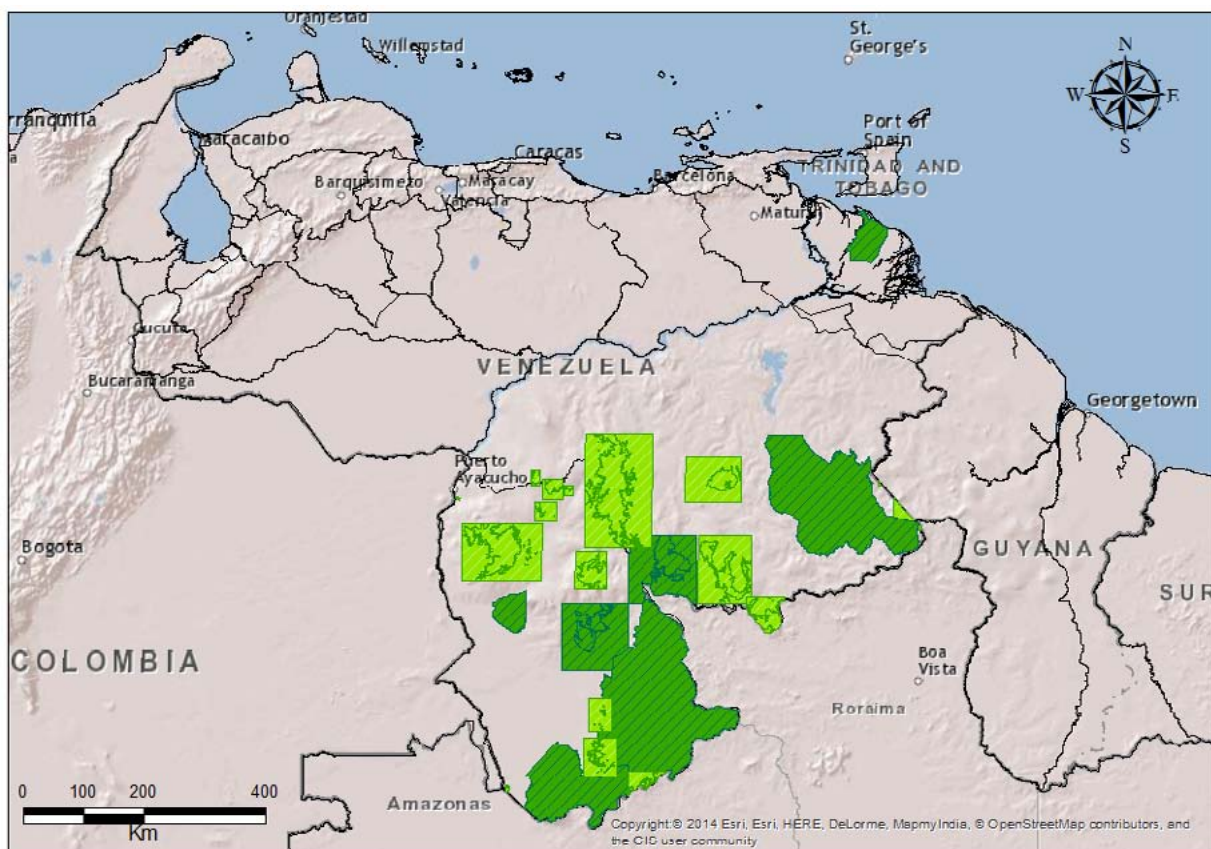 Oranjestad
Willemstad
St.
George's
N
W
E
S
rranquilla
Maracaibo
Caracas
Port of
Spain
TRINIDAD AND
TOBAGO
Barquisimeto
Maracay
Valencia
Barcelona
Cucuta
VENEZUELA
Bucaramanga
Georgetown
Puerto
Ayacucho
Bogota
GUYANA
SUR
COLOMBIA
Boa
Vista
Roraima
0 100 200 400
Km
Amazonas
Copyright:© 2014 Esri, Esri, HERE, DeLorme, MapmyIndia, © OpenStreetMap contributors, and
the GIS user community